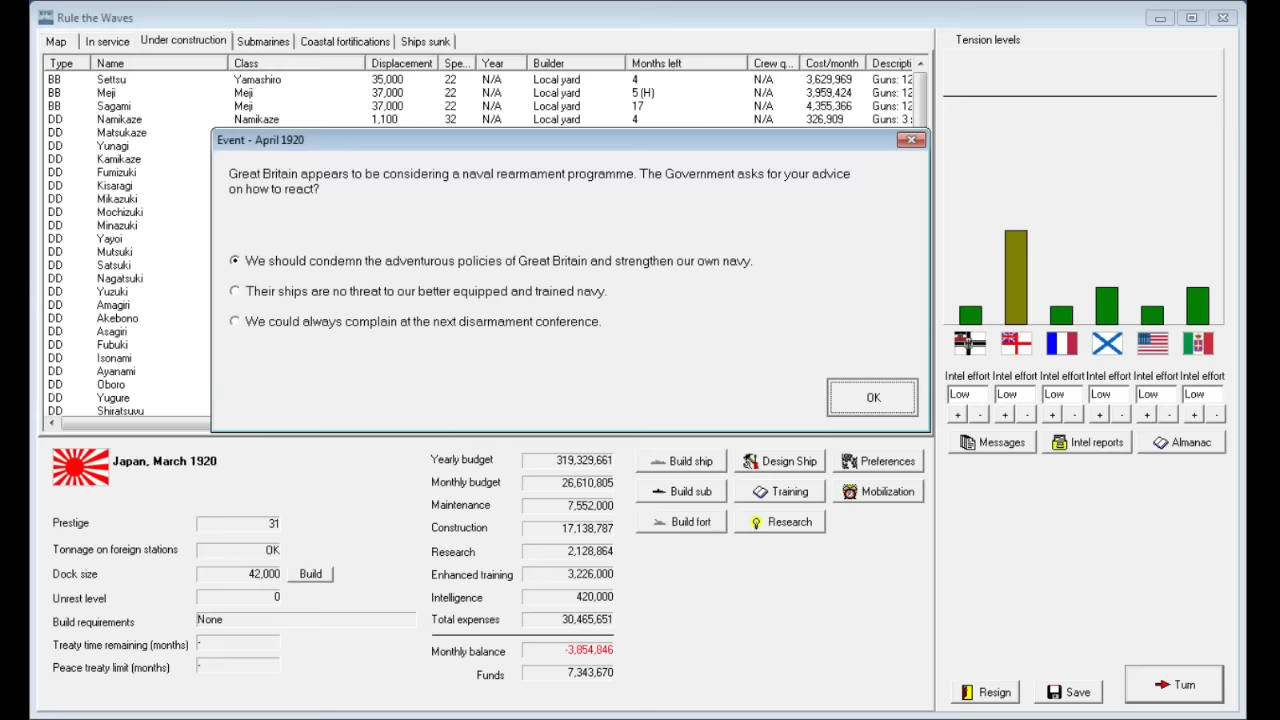 Rule the Waves
Map In service Under construction Submarines Coastal fortifications Ships sunk
Tension levels
Type Name Class Displacement Spe... Year Builder Months left Crew q... Cost/month Descripti
BB Settsu Yamashiro 35,000 22 N/A Local yard 4 N/A 3,629,969 Guns: 12
BB Meji Meji 37,000 22 N/A Local yard 5 (H) N/A 3,959,424 Guns: 12
BB Sagami Meji 37,000 22 N/A Local yard 17 N/A 4,355,366 Guns: 12
DD Namikaze Namikaze 1,100 32 N/A Local yard 4 N/A 326,909 Guns: 3
DD Matsukaze
DD Yunagi
DD Kamikaze
DD Fumizuki
DD Kisaragi
DD Mikazuki
DD Mochizuki
DD Minazuki
DD Yayoi
DD Mutsuki
DD Satsuki
DD Nagatsuki
DD Yuzuki
DD Amagiri
DD Akebono
DD Asagiri
DD Fubuki
DD Isonami
DD Ayanami
DD Oboro
DD Yugure
DD Shiratsuyu
Event - April 1920
Great Britain appears to be considering a naval rearmament programme. The Government asks for your advice
on how to react?
We should condemn the adventurous policies of Great Britain and strengthen our own navy.
Their ships are no threat to our better equipped and trained navy.
We could always complain at the next disarmament conference.
OK
Intel effort Intel effort Intel effort Intel effort Intel effort Intel effort
Low Low Low Low Low Low
+ - + - + - + - + - + -
Messages Intel reports Almanac
Japan, March 1920
Prestige 31
Tonnage on foreign stations OK
Dock size 42,000 Build
Unrest level 0
Build requirements None
Treaty time remaining (months) -
Peace treaty limit (months) -
Yearly budget 319,329,661
Monthly budget 26,610,805
Maintenance 7,552,000
Construction 17,138,787
Research 2,128,864
Enhanced training 3,226,000
Intelligence 420,000
Total expenses 30,465,651
Monthly balance -3,854,846
Funds 7,343,670
Build ship Design Ship Preferences
Build sub Training Mobilization
Build fort Research
Resign Save Turn